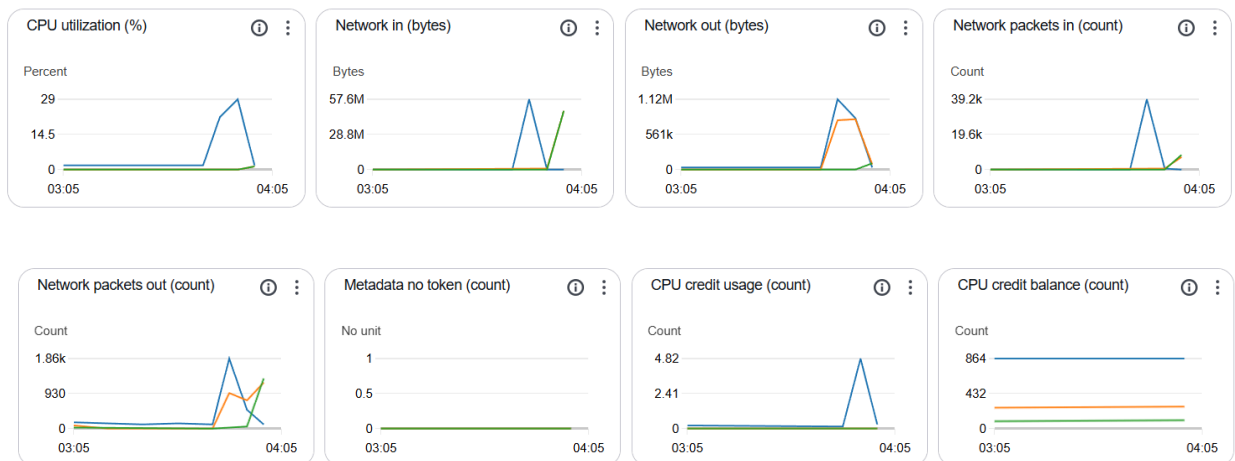 CPU utilization (%)
Percent
29
14.5
0
03:05 04:05
Network in (bytes)
Bytes
57.6M
28.8M
0
03:05 04:05
Network out (bytes)
Bytes
1.12M
561k
0
03:05 04:05
Network packets in (count)
Count
39.2k
19.6k
0
03:05 04:05
Network packets out (count)
Count
1.86k
930
0
03:05 04:05
Metadata no token (count)
No unit
1
0.5
0
03:05 04:05
CPU credit usage (count)
Count
4.82
2.41
0
03:05 04:05
CPU credit balance (count)
Count
864
432
0
03:05 04:05